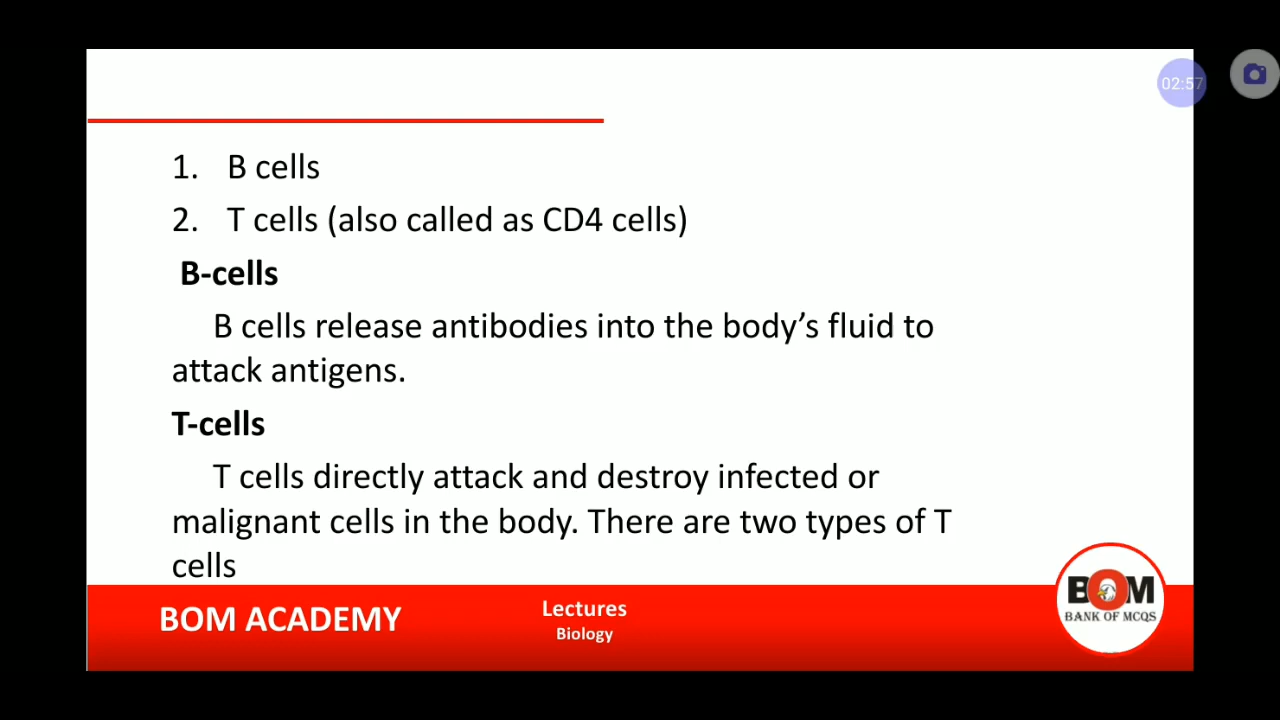 02:57
1. B cells
2. T cells (also called as CD4 cells)
B-cells
B cells release antibodies into the body’s fluid to
attack antigens.
T-cells
T cells directly attack and destroy infected or
malignant cells in the body. There are two types of T
cells
BOM ACADEMY
Lectures
Biology
BOM
BANK OF MCQS